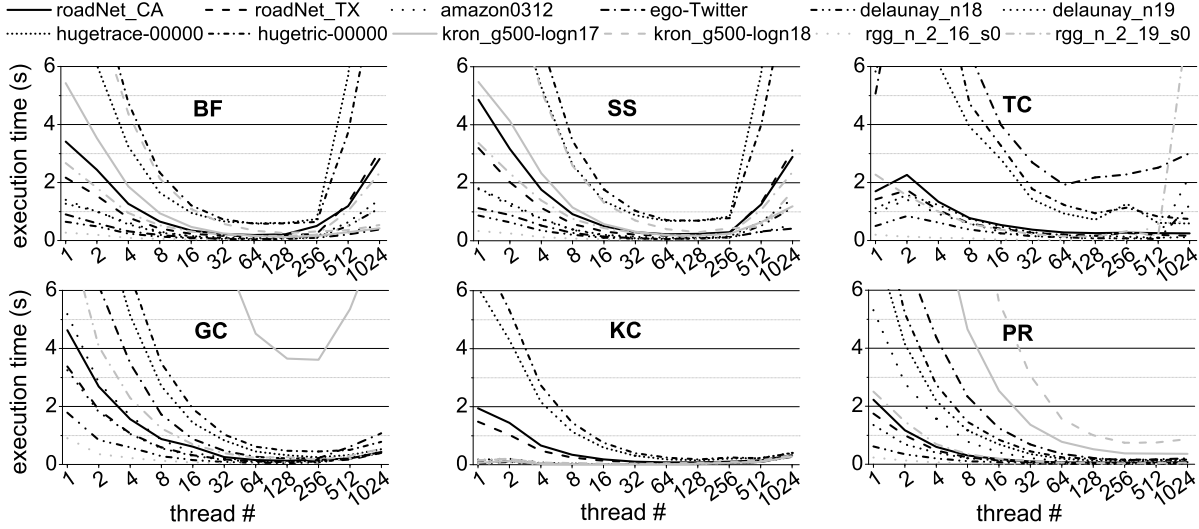 roadNet_CA roadNet_TX amazon0312 ego-Twitter delaunay_n18 delaunay_n19
hugetrace-00000 hugetric-00000 kron_g500-logn17 kron_g500-logn18 rgg_n_2_16_s0 rgg_n_2_19_s0
execution time (s)
6
4
2
0
BF
1 2 4 8 16 32 64 128 256 512 1024
6
4
2
0
SS
1 2 4 8 16 32 64 128 256 512 1024
6
4
2
0
TC
1 2 4 8 16 32 64 128 256 512 1024
execution time (s)
6
4
2
0
GC
1 2 4 8 16 32 64 128 256 512 1024
thread #
6
4
2
0
KC
1 2 4 8 16 32 64 128 256 512 1024
thread #
6
4
2
0
PR
1 2 4 8 16 32 64 128 256 512 1024
thread #